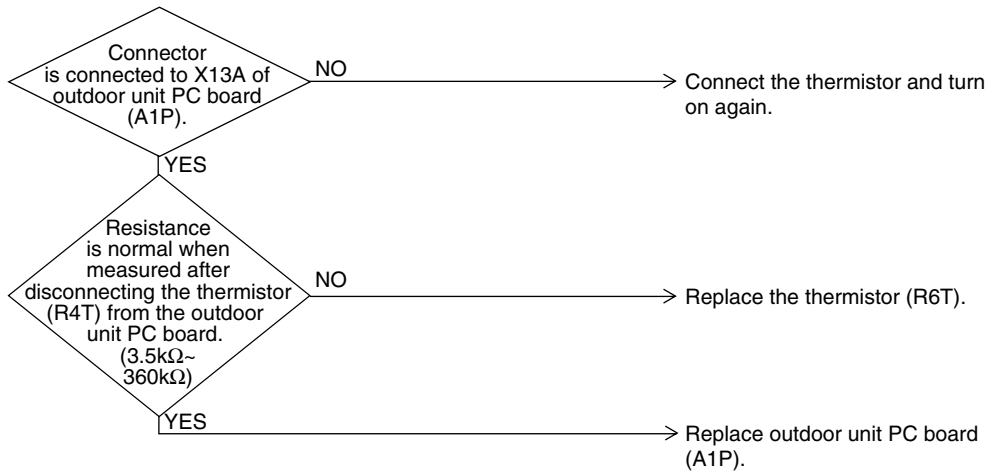 Connector
is connected to X13A of
outdoor unit PC board
(A1P).
NO
Connect the thermistor and turn
on again.
YES
Resistance
is normal when
measured after
disconnecting the thermistor
(R4T) from the outdoor
unit PC board.
(3.5kΩ~
360kΩ)
NO
Replace the thermistor (R6T).
YES
Replace outdoor unit PC board
(A1P).